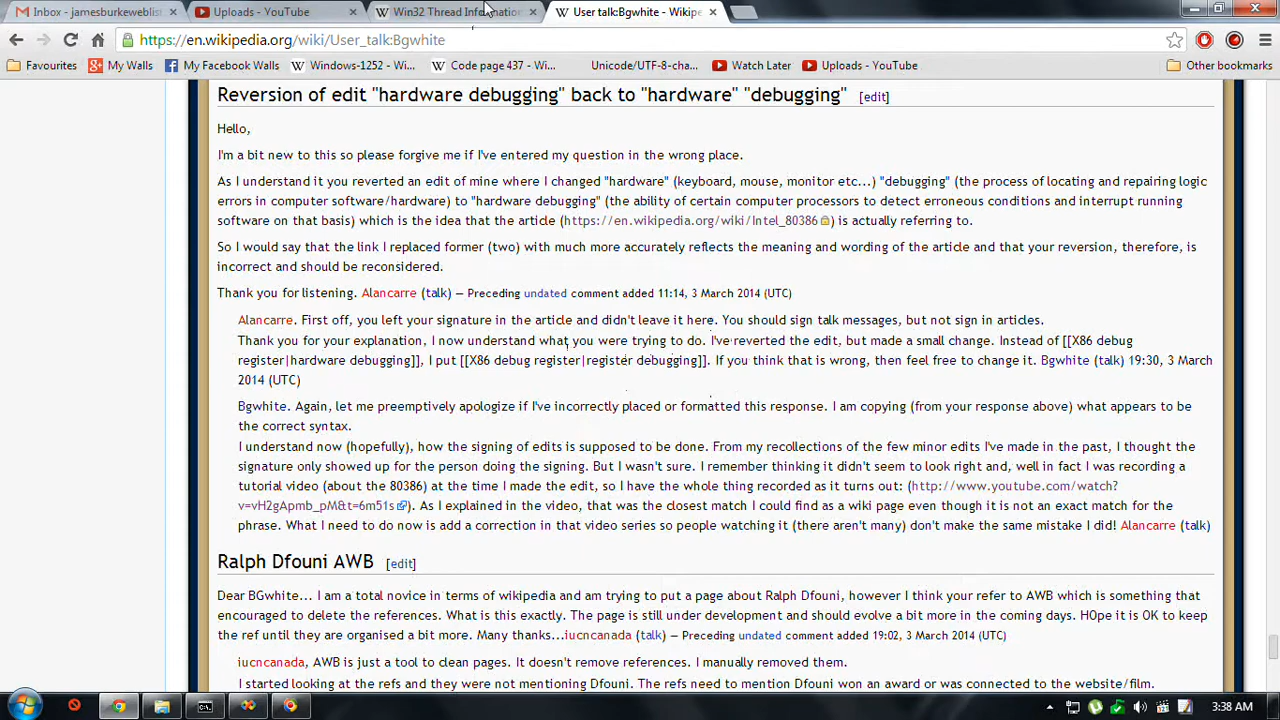 Inbox - jamesburkeweblis
Uploads - YouTube
Win32 Thread Information
User talk:Bgwhite - Wikipe
https://en.wikipedia.org/wiki/User_talk:Bgwhite
Favourites
My Walls
My Facebook Walls
Windows-1252 - Wi...
Code page 437 - Wi...
Unicode/UTF-8-cha...
Watch Later
Uploads - YouTube
Other bookmarks
Reversion of edit "hardware debugging" back to "hardware" "debugging" [edit]
Hello,
I'm a bit new to this so please forgive me if I've entered my question in the wrong place.
As I understand it you reverted an edit of mine where I changed "hardware" (keyboard, mouse, monitor etc...) "debugging" (the process of locating and repairing logic
errors in computer software/hardware) to "hardware debugging" (the ability of certain computer processors to detect erroneous conditions and interrupt running
software on that basis) which is the idea that the article (https://en.wikipedia.org/wiki/Intel_80386) is actually referring to.
So I would say that the link I replaced former (two) with much more accurately reflects the meaning and wording of the article and that your reversion, therefore, is
incorrect and should be reconsidered.
Thank you for listening. Alancarre (talk) — Preceding undated comment added 11:14, 3 March 2014 (UTC)
Alancarre. First off, you left your signature in the article and didn't leave it here. You should sign talk messages, but not sign in articles.
Thank you for your explanation, I now understand what you were trying to do. I've reverted the edit, but made a small change. Instead of [[X86 debug
register|hardware debugging]], I put [[X86 debug register|register debugging]]. If you think that is wrong, then feel free to change it. Bgwhite (talk) 19:30, 3 March
2014 (UTC)
Bgwhite. Again, let me preemptively apologize if I've incorrectly placed or formatted this response. I am copying (from your response above) what appears to be
the correct syntax.
I understand now (hopefully), how the signing of edits is supposed to be done. From my recollections of the few minor edits I've made in the past, I thought the
signature only showed up for the person doing the signing. But I wasn't sure. I remember thinking it didn't seem to look right and, well in fact I was recording a
tutorial video (about the 80386) at the time I made the edit, so I have the whole thing recorded as it turns out: (http://www.youtube.com/watch?
v=vH2gApmb_pM&t=6m51s). As I explained in the video, that was the closest match I could find as a wiki page even though it is not an exact match for the
phrase. What I need to do now is add a correction in that video series so people watching it (there aren't many) don't make the same mistake I did! Alancarre (talk)
Ralph Dfouni AWB [edit]
Dear BGwhite... I am a total novice in terms of wikipedia and am trying to put a page about Ralph Dfouni, however I think your refer to AWB which is something that
encouraged to delete the references. What is this exactly. The page is still under development and should evolve a bit more in the coming days. HOpe it is OK to keep
the ref until they are organised a bit more. Many thanks...iucncanada (talk) — Preceding undated comment added 19:02, 3 March 2014 (UTC)
iucncanada, AWB is just a tool to clean pages. It doesn't remove references. I manually removed them.
I started looking at the refs and they were not mentioning Dfouni. The refs need to mention Dfouni won an award or was connected to the website/film.
3:38 AM